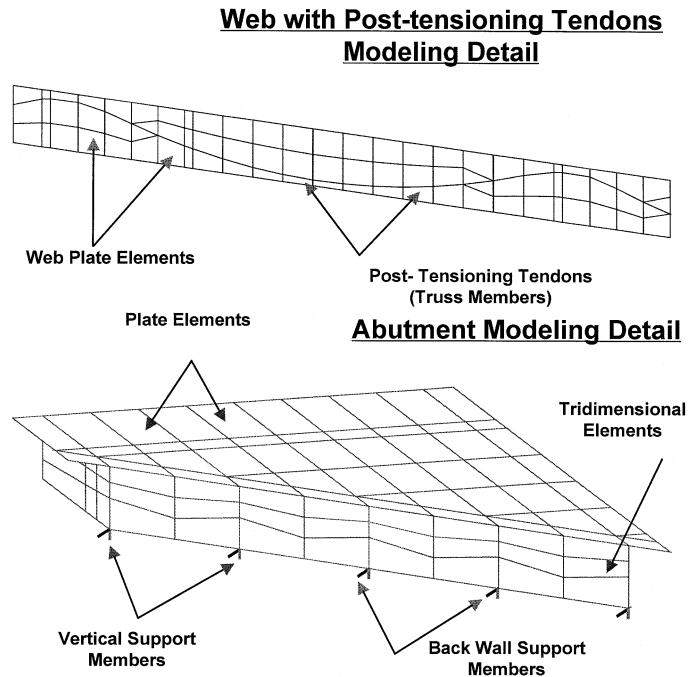 Web with Post-tensioning Tendons
Modeling Detail
Web Plate Elements
Post- Tensioning Tendons
(Truss Members)
Plate Elements
Abutment Modeling Detail
Tridimensional
Elements
Vertical Support
Members
Back Wall Support
Members